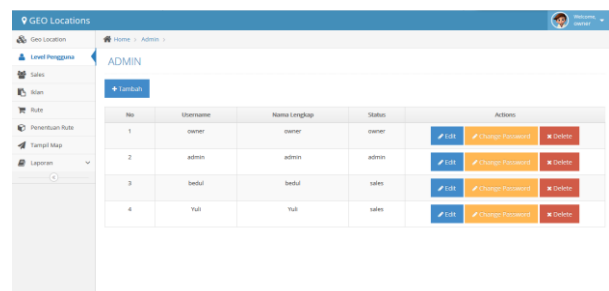 GEO Locations
Welcome,
owner
Geo Location
Level Pengguna
Sales
Iklan
Rute
Penentuan Rute
Tampil Map
Laporan
Home > Admin >
ADMIN
+ Tambah
No Username Nama Lengkap Status Actions
1 owner owner owner Edit Change Password Delete
2 admin admin admin Edit Change Password Delete
3 bedul bedul sales Edit Change Password Delete
4 Yuli Yuli sales Edit Change Password Delete